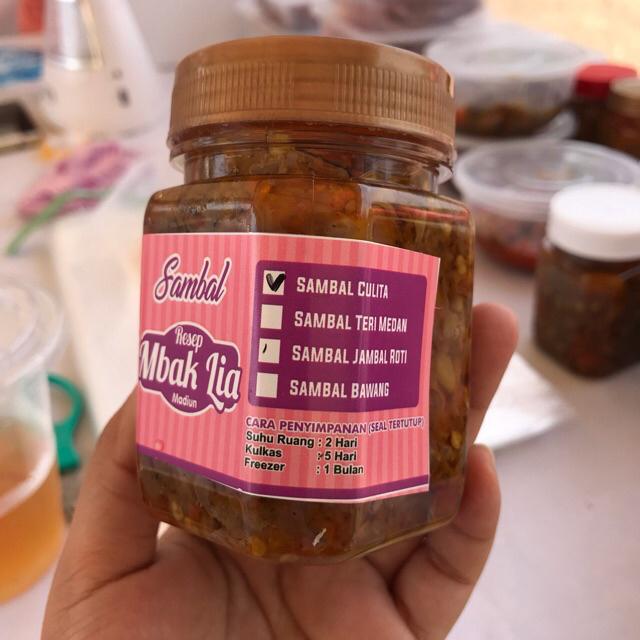 Sambal
Resep
Mbak Lia
Madiun
SAMBAL CULITA
SAMBAL TERI MEDAN
SAMBAL JAMBAL ROTI
SAMBAL BAWANG
CARA PENYIMPANAN (SEAL TERTUTUP)
Suhu Ruang : 2 Hari
Kulkas : 5 Hari
Freezer : 1 Bulan